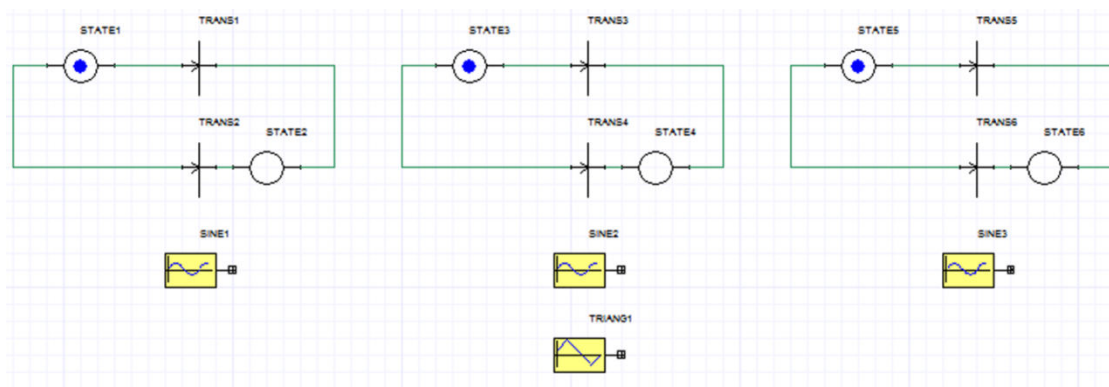 STATE1
TRANS1
STATE3
TRANS3
STATE5
TRANS5
TRANS2
STATE2
TRANS4
STATE4
TRANS6
STATE6
SINE1
SINE2
SINE3
TRIANG1